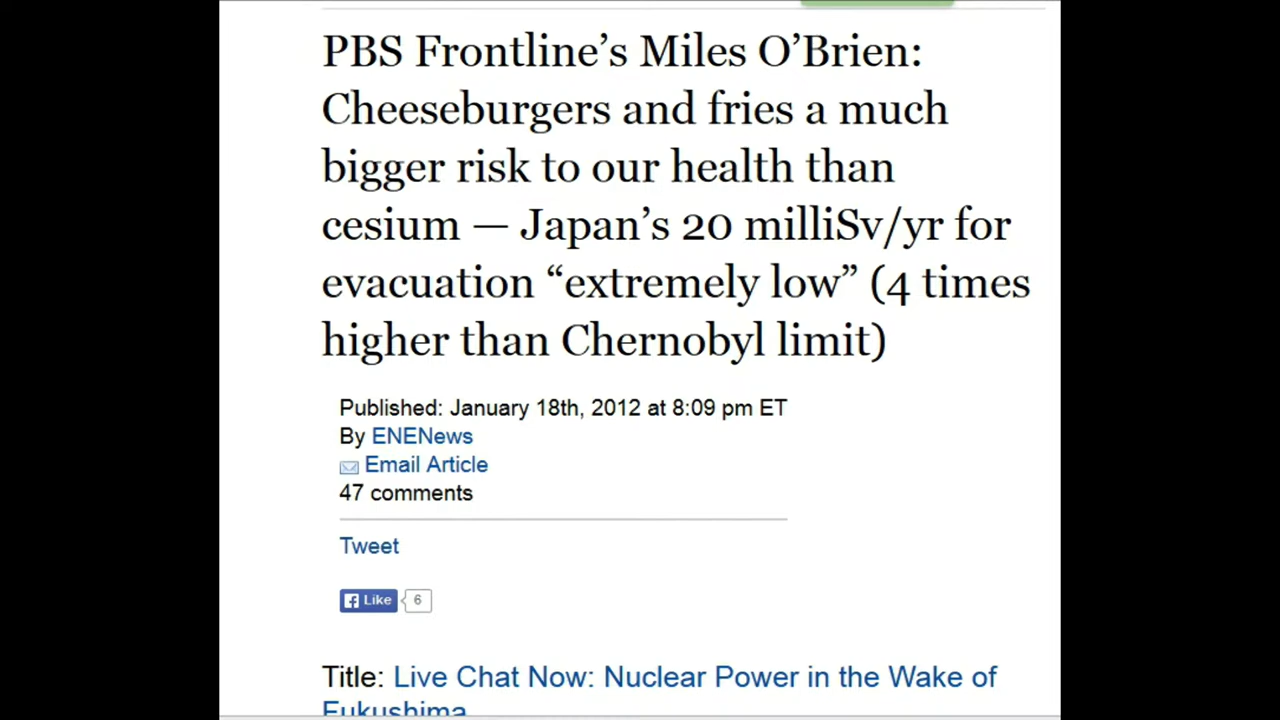 PBS Frontline’s Miles O’Brien:
Cheeseburgers and fries a much
bigger risk to our health than
cesium — Japan’s 20 milliSv/yr for
evacuation “extremely low” (4 times
higher than Chernobyl limit)
Published: January 18th, 2012 at 8:09 pm ET
By ENENews
Email Article
47 comments
Tweet
Like 6
Title: Live Chat Now: Nuclear Power in the Wake of
Fukushima